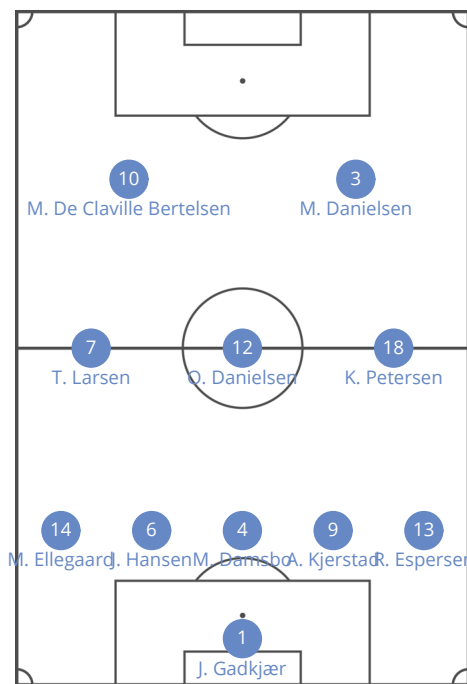 10 3
M. De Claville Bertelsen M. Danielsen
7 12 18
T. Larsen O. Danielsen K. Petersen
14 6 4 9 13
M. Ellegaard J. Hansen M. Damsbo A. Kjerstad R. Espersen
1
J. Gadkjær